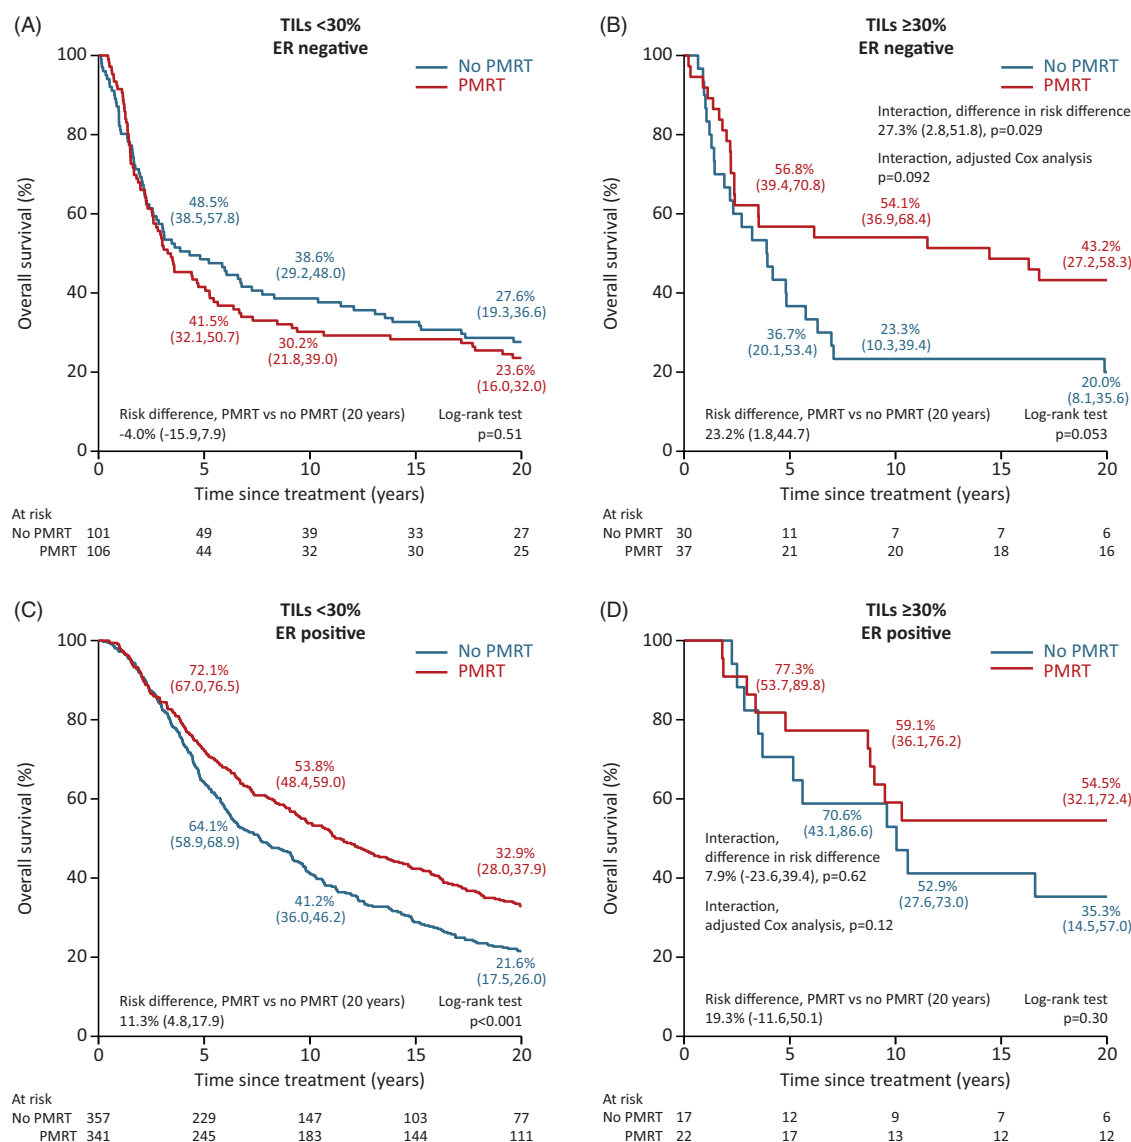 (A)
TILs <30%
ER negative
No PMRT
PMRT
Overall survival (%)
100
80
60
40
20
0
48.5%
(38.5,57.8)
38.6%
(29.2,48.0)
27.6%
(19.3,36.6)
41.5%
(32.1,50.7)
30.2%
(21.8,39.0)
23.6%
(16.0,32.0)
Risk difference, PMRT vs no PMRT (20 years)
-4.0% (-15.9,7.9)
Log-rank test
p=0.51
0 5 10 15 20
Time since treatment (years)
At risk
No PMRT 101 49 39 33 27
PMRT 106 44 32 30 25
(B)
TILs ≥30%
ER negative
No PMRT
PMRT
Interaction, difference in risk difference
27.3% (2.8,51.8), p=0.029
Interaction, adjusted Cox analysis
p=0.092
Overall survival (%)
100
80
60
40
20
0
56.8%
(39.4,70.8)
54.1%
(36.9,68.4)
43.2%
(27.2,58.3)
36.7%
(20.1,53.4)
23.3%
(10.3,39.4)
20.0%
(8.1,35.6)
Risk difference, PMRT vs no PMRT (20 years)
23.2% (1.8,44.7)
Log-rank test
p=0.053
0 5 10 15 20
Time since treatment (years)
At risk
No PMRT 30 11 7 7 6
PMRT 37 21 20 18 16
(C)
TILs <30%
ER positive
No PMRT
PMRT
Overall survival (%)
100
80
60
40
20
0
72.1%
(67.0,76.5)
53.8%
(48.4,59.0)
32.9%
(28.0,37.9)
64.1%
(58.9,68.9)
41.2%
(36.0,46.2)
21.6%
(17.5,26.0)
Risk difference, PMRT vs no PMRT (20 years)
11.3% (4.8,17.9)
Log-rank test
p<0.001
0 5 10 15 20
Time since treatment (years)
At risk
No PMRT 357 229 147 103 77
PMRT 341 245 183 144 111
(D)
TILs ≥30%
ER positive
No PMRT
PMRT
Overall survival (%)
100
80
60
40
20
0
77.3%
(53.7,89.8)
59.1%
(36.1,76.2)
54.5%
(32.1,72.4)
70.6%
(43.1,86.6)
52.9%
(27.6,73.0)
35.3%
(14.5,57.0)
Interaction,
difference in risk difference
7.9% (-23.6,39.4), p=0.62
Interaction,
adjusted Cox analysis, p=0.12
Risk difference, PMRT vs no PMRT (20 years)
19.3% (-11.6,50.1)
Log-rank test
p=0.30
0 5 10 15 20
Time since treatment (years)
At risk
No PMRT 17 12 9 7 6
PMRT 22 17 13 12 12